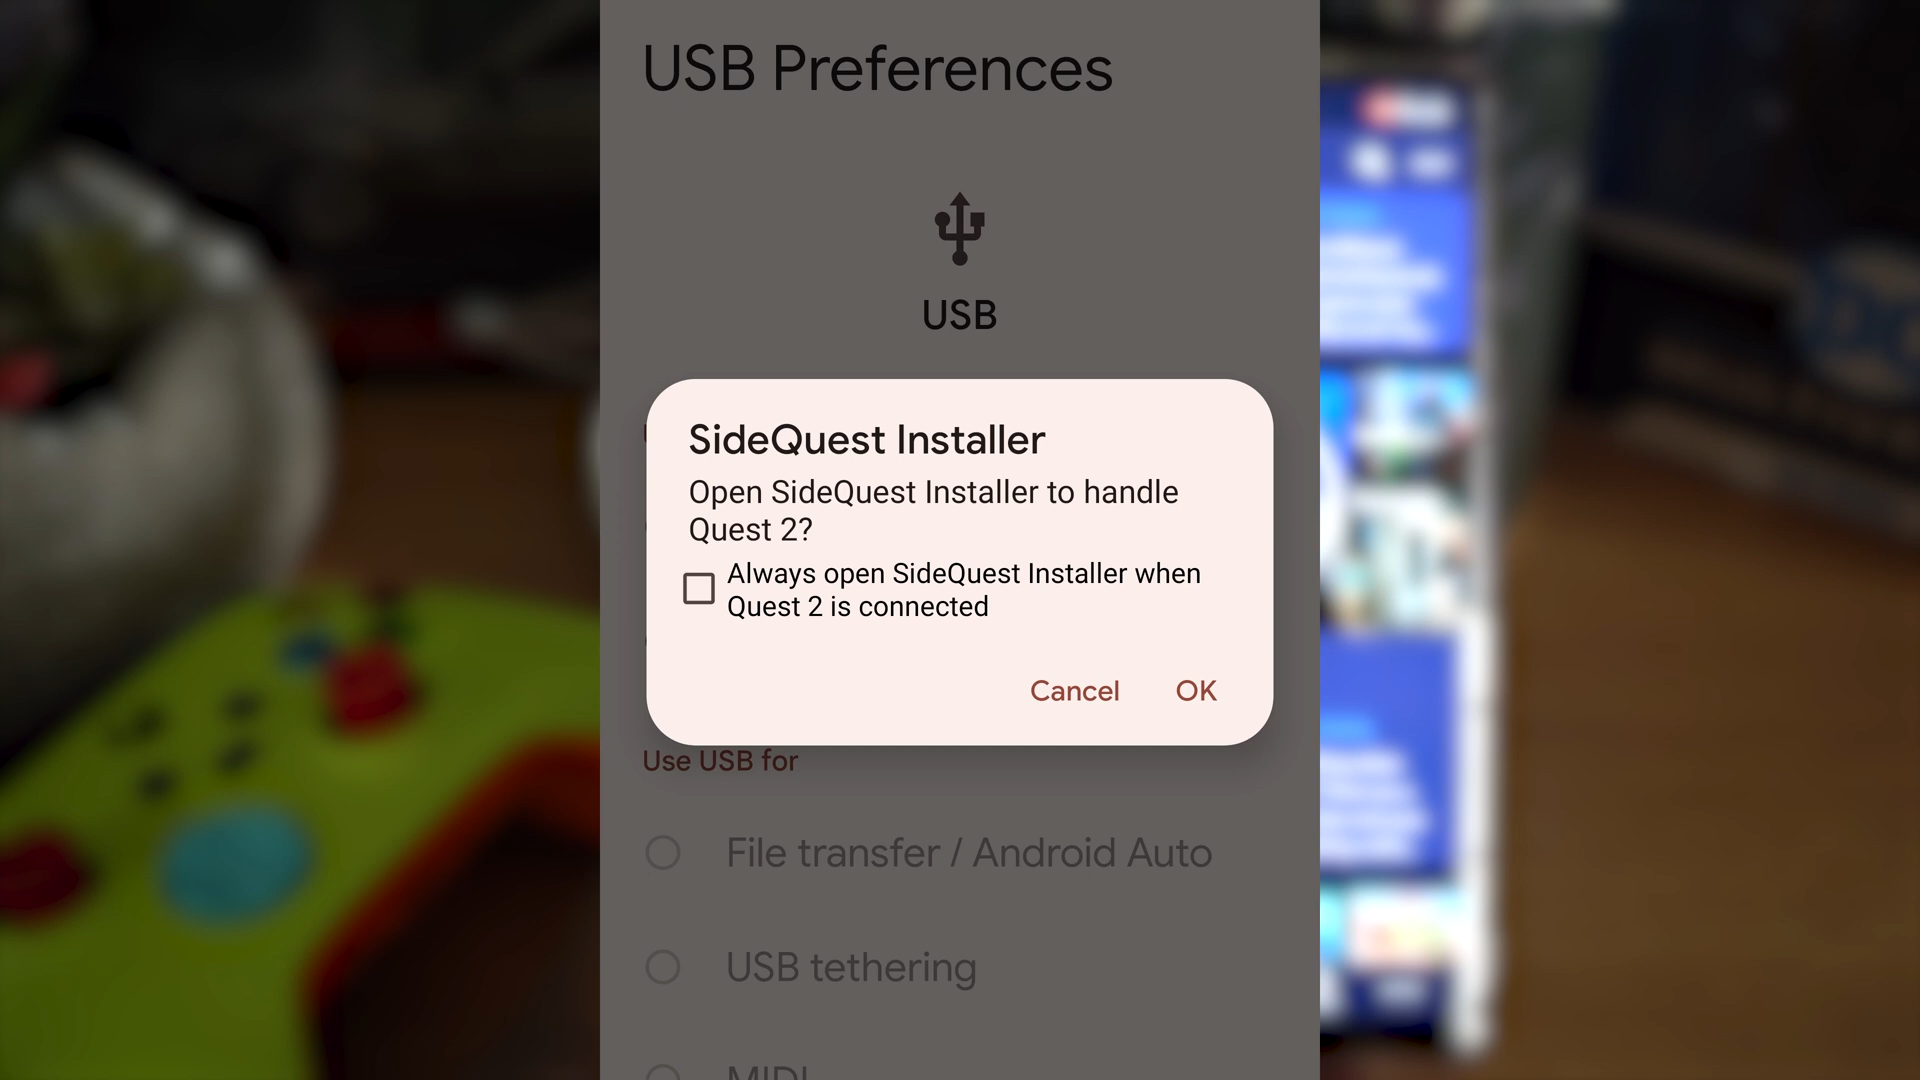 USB Preferences
USB
SideQuest Installer
Open SideQuest Installer to handle
Quest 2?
Always open SideQuest Installer when
Quest 2 is connected
Cancel
OK
Use USB for
File transfer / Android Auto
USB tethering
MIDI